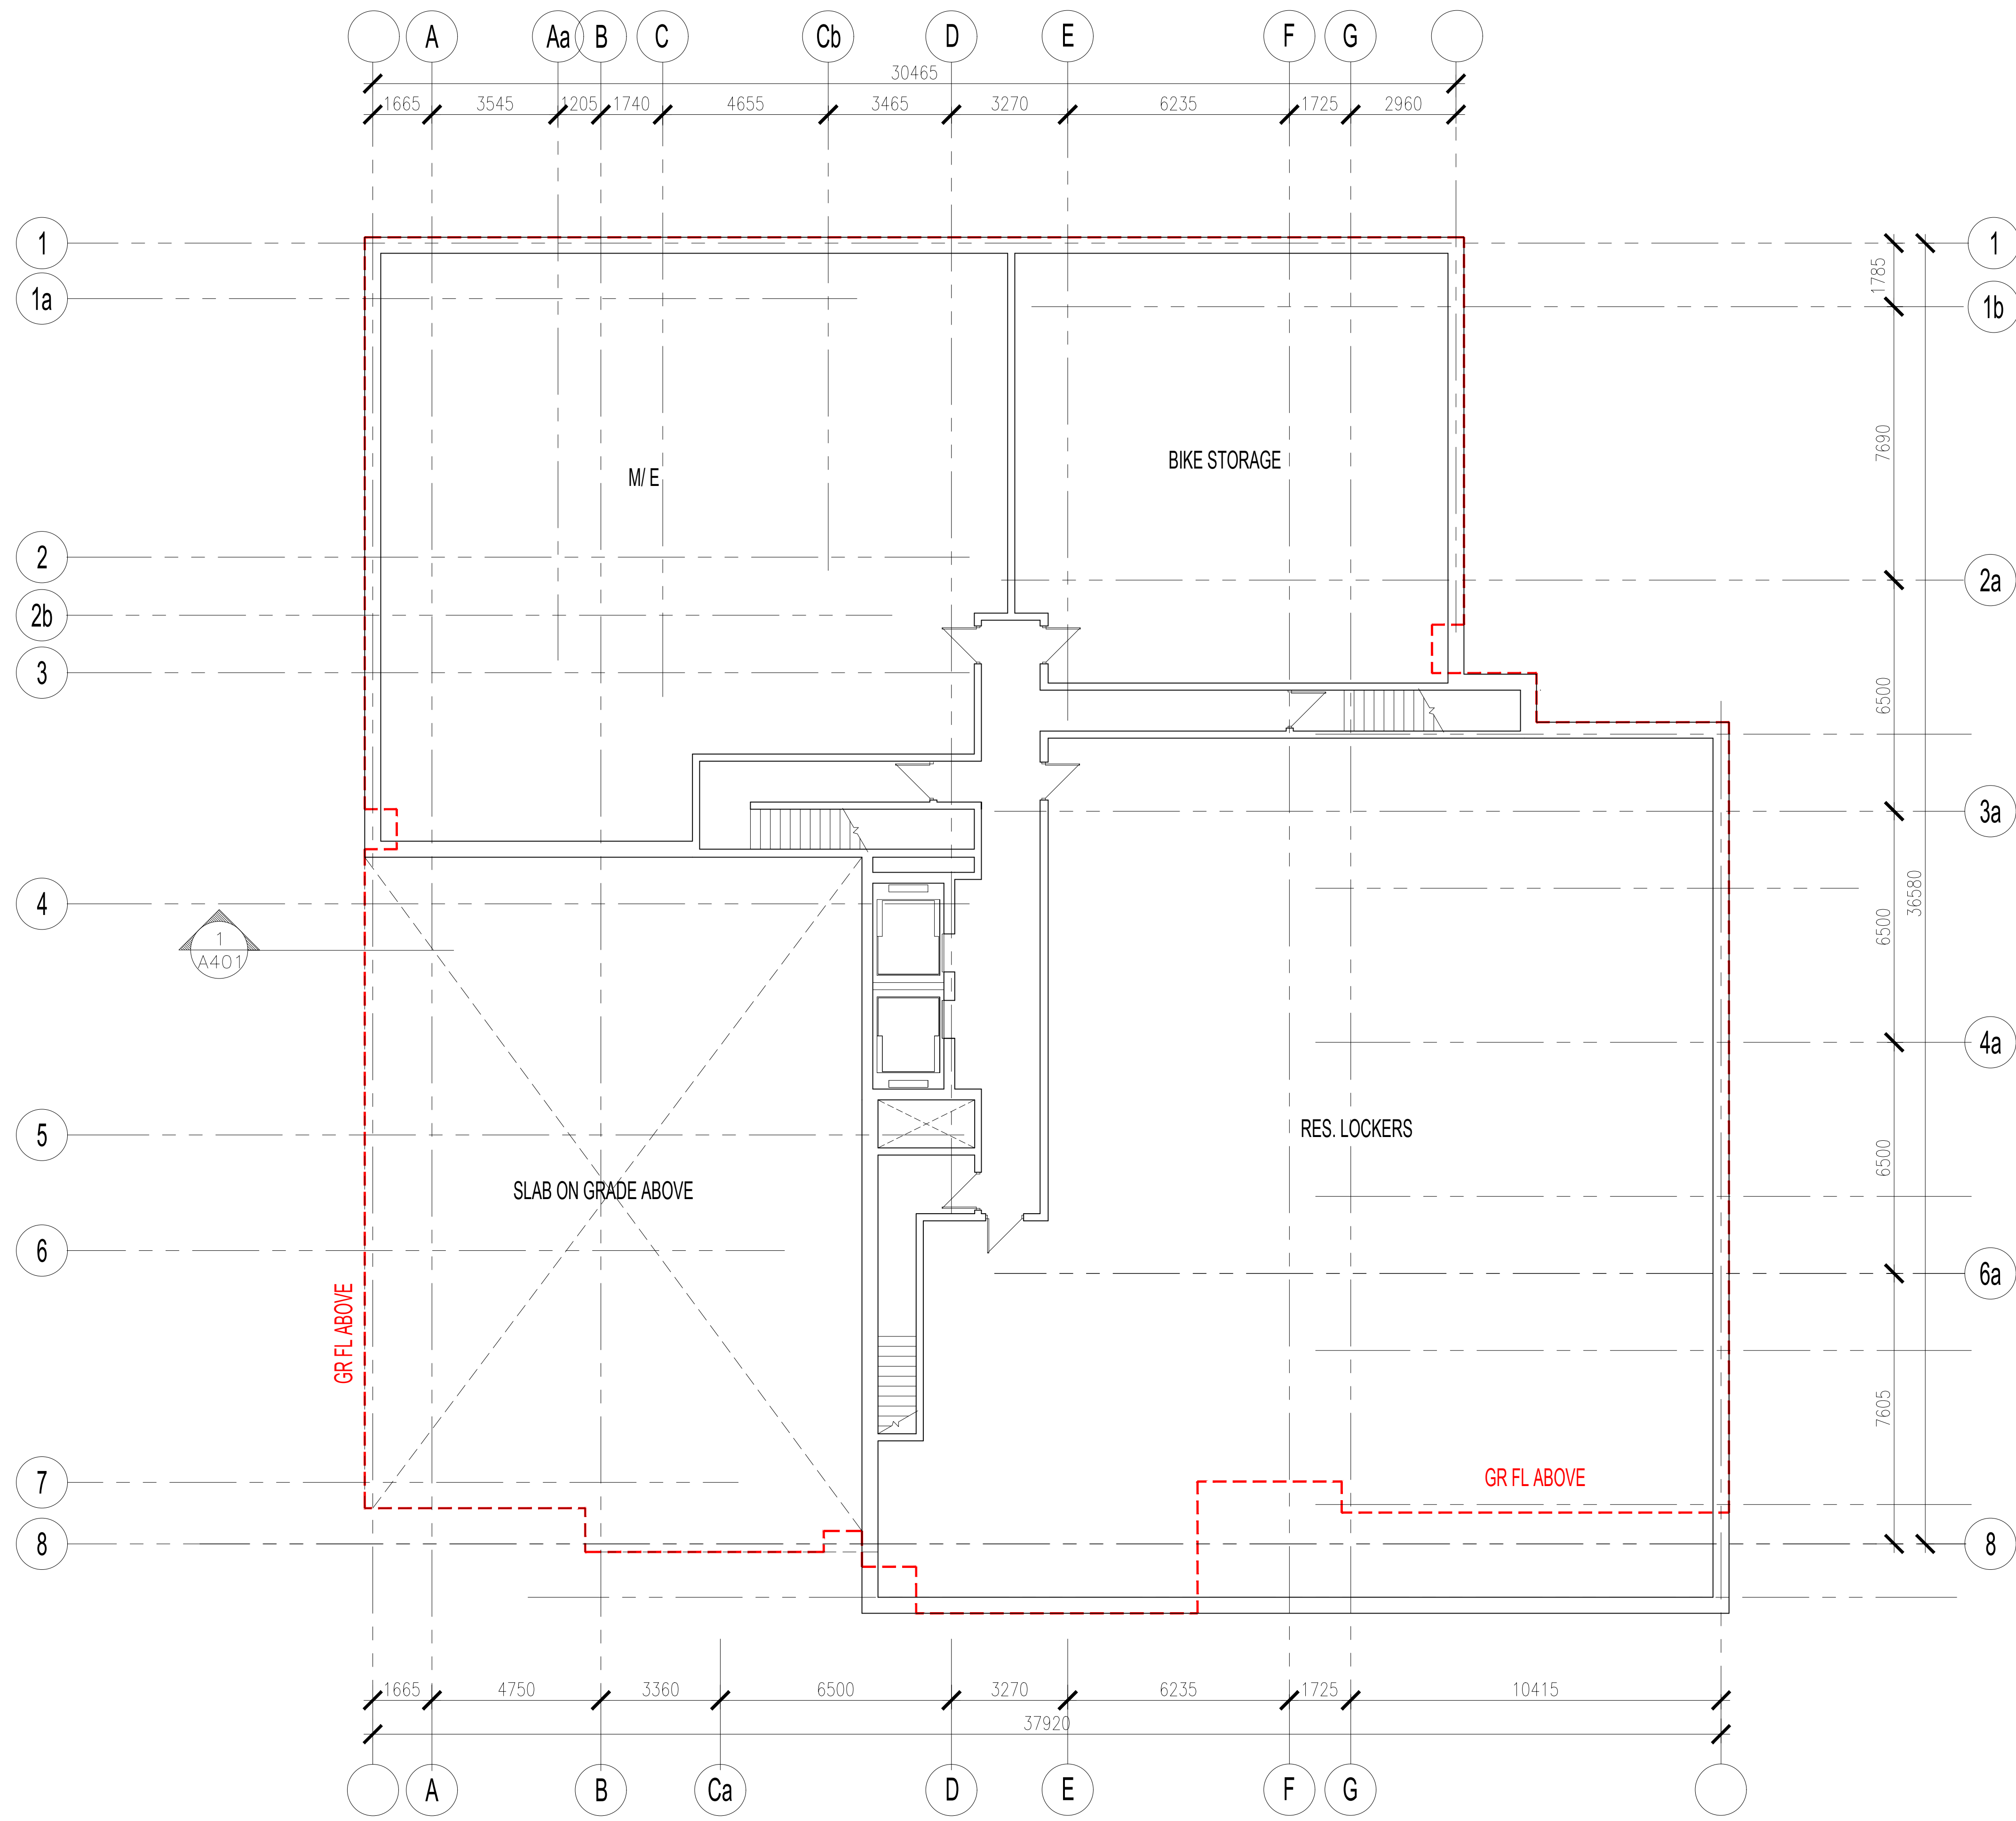 A Aa B C Cb D E F G
30465
1665 3545 1205 1740 4655 3465 3270 6235 1725 2960
1 1
1785
1a 1b
7690
BIKE STORAGE
M/ E
2 2a
2b
3
6500
3a
4
36580
6500
1
A401
4a
5
RES. LOCKERS
6500
SLAB ON GRADE ABOVE
6
6a
GR FL ABOVE
7605
7
GR FL ABOVE
8 8
1665 4750 3360 6500 3270 6235 1725 10415
37920
A B Ca D E F G